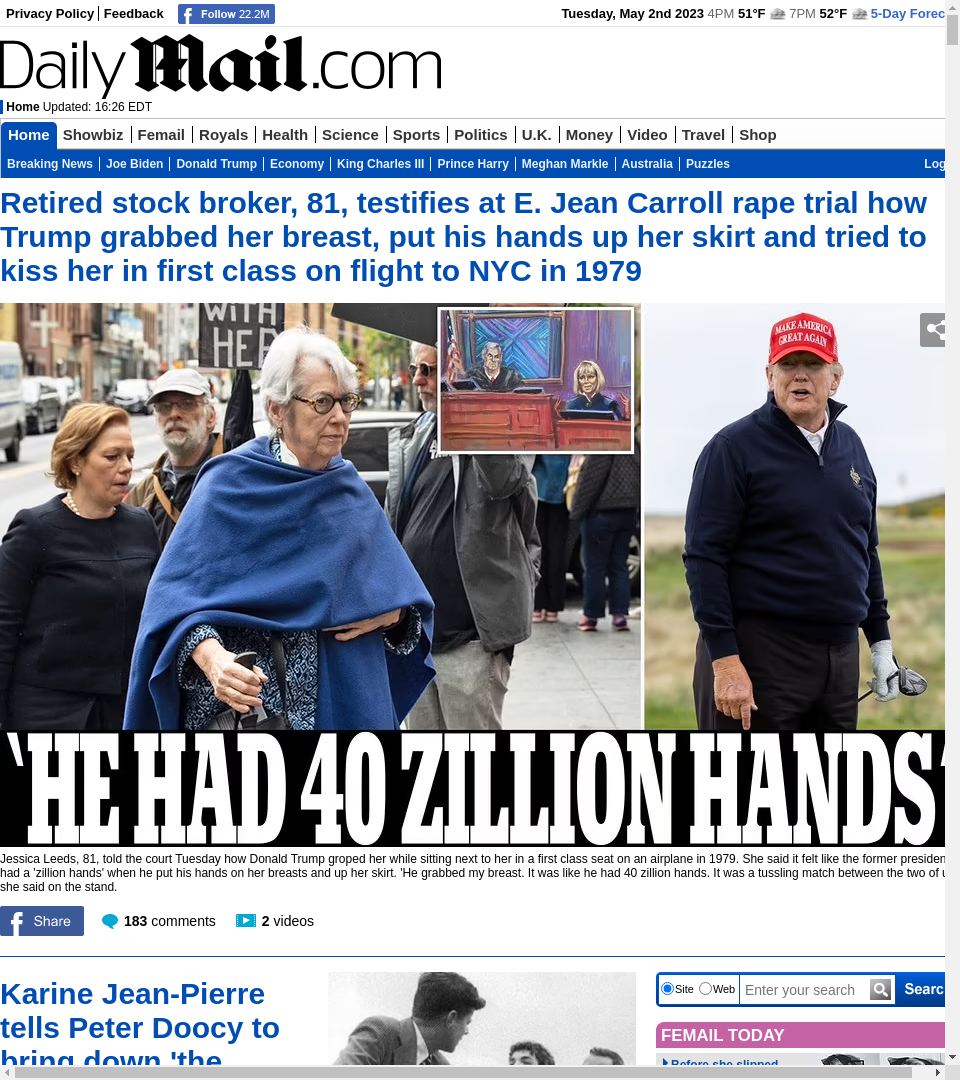 Privacy Policy Feedback Follow 22.2M Tuesday, May 2nd 2023 4PM 51°F 7PM 52°F 5-Day Forec
DailyMail.com
Home Updated: 16:26 EDT
Home Showbiz Femail Royals Health Science Sports Politics U.K. Money Video Travel Shop
Breaking News Joe Biden Donald Trump Economy King Charles III Prince Harry Meghan Markle Australia Puzzles Log
Retired stock broker, 81, testifies at E. Jean Carroll rape trial how
Trump grabbed her breast, put his hands up her skirt and tried to
kiss her in first class on flight to NYC in 1979
WITH
HER
MAKE AMERICA
GREAT AGAIN
'HE HAD 40 ZILLION HANDS'
Jessica Leeds, 81, told the court Tuesday how Donald Trump groped her while sitting next to her in a first class seat on an airplane in 1979. She said it felt like the former presiden
had a 'zillion hands' when he put his hands on her breasts and up her skirt. 'He grabbed my breast. It was like he had 40 zillion hands. It was a tussling match between the two of u
she said on the stand.
Share 183 comments 2 videos
Karine Jean-Pierre
tells Peter Doocy to
bring down 'the
Site Web Enter your search Searc
FEMAIL TODAY
Before she slipped